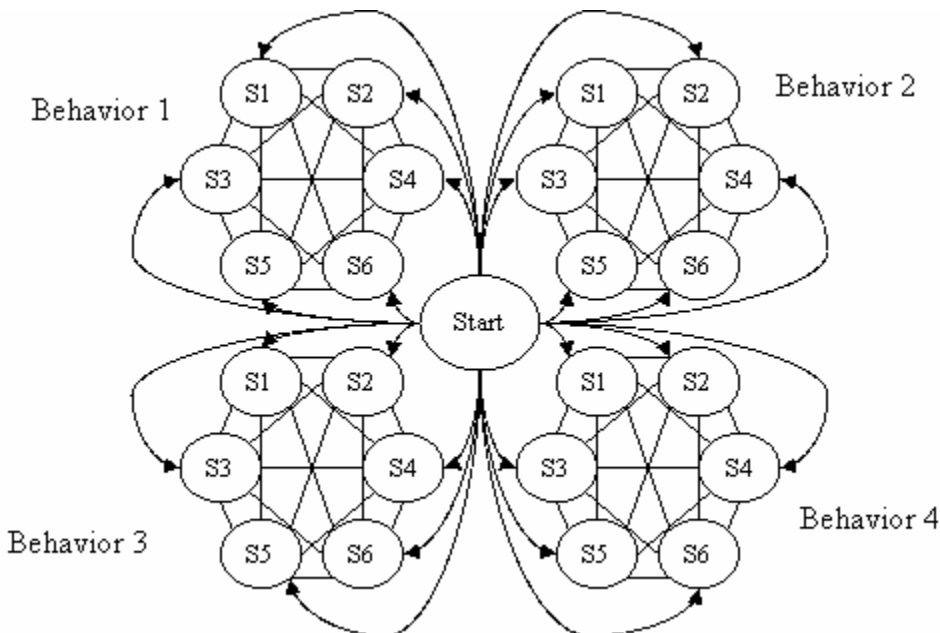 Behavior 1
S1
S2
S3
S4
S5
S6
Behavior 2
S1
S2
S3
S4
S5
S6
Start
Behavior 3
S1
S2
S3
S4
S5
S6
Behavior 4
S1
S2
S3
S4
S5
S6